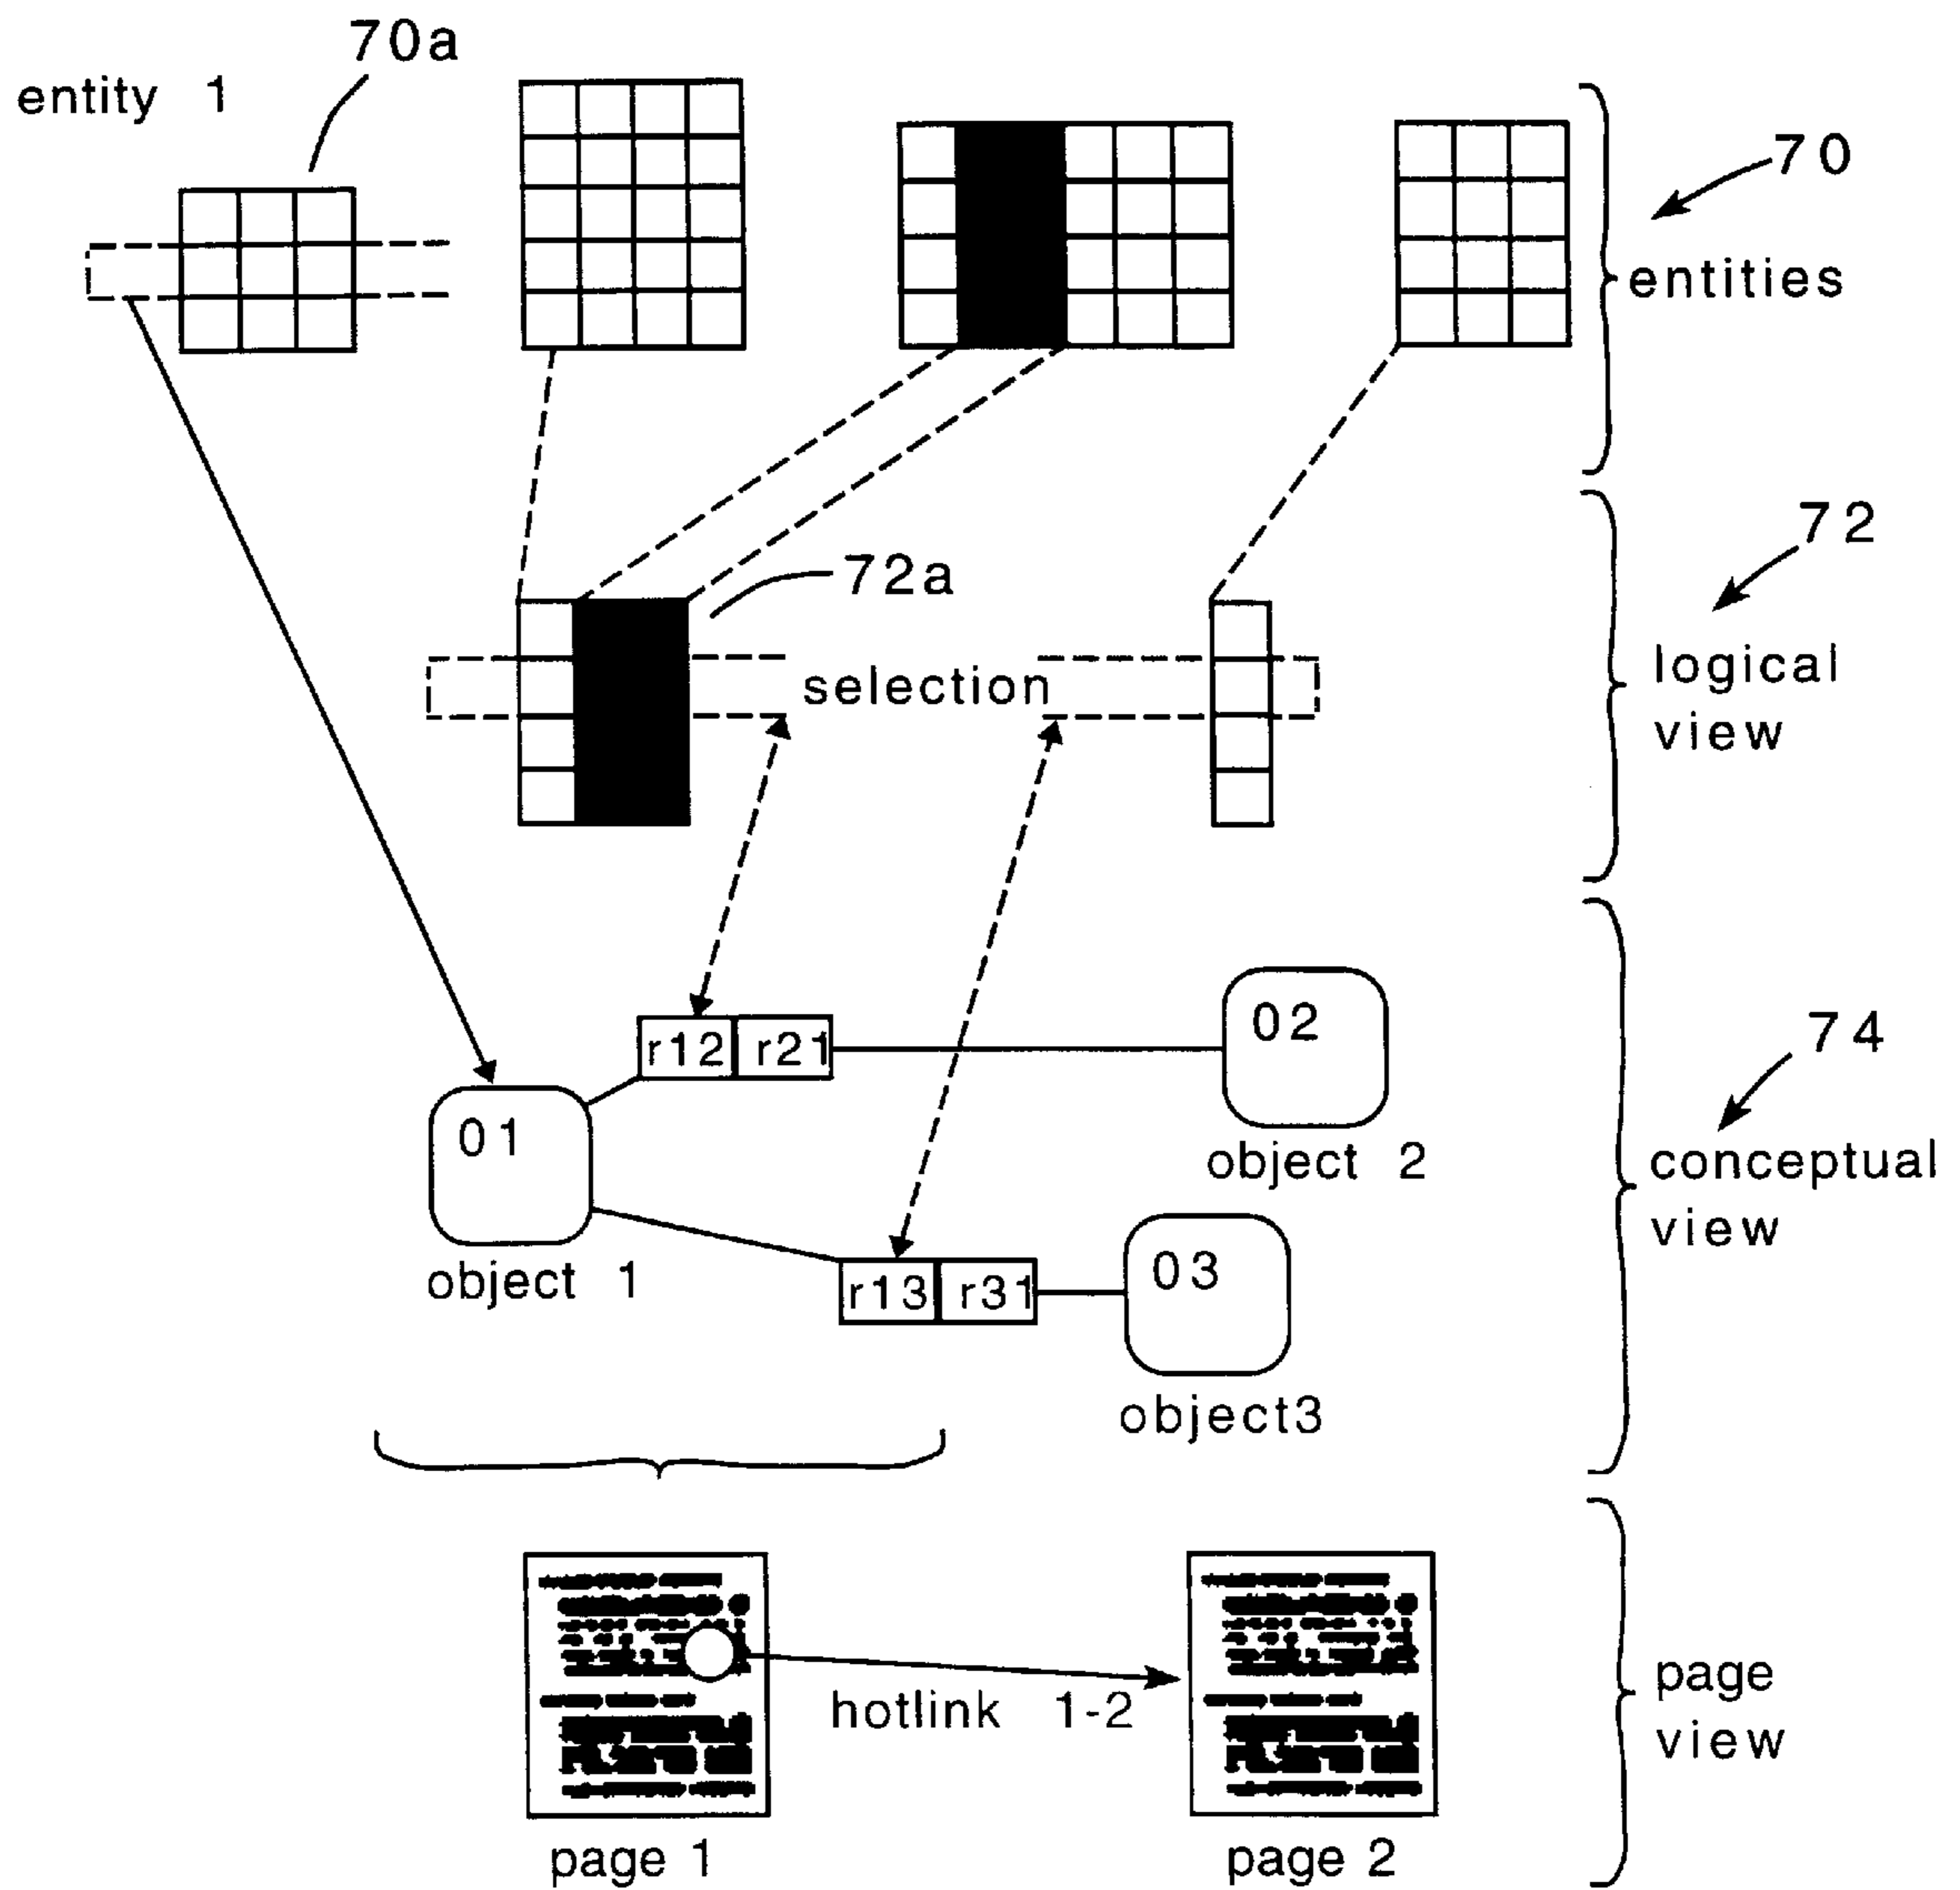 70a
entity 1
70
entities
72
72a
logical
view
selection
74
r12 r21
02
01
object 2
conceptual
view
object 1
r13 r31
03
object3
page
view
hotlink 1-2
page 1
page 2